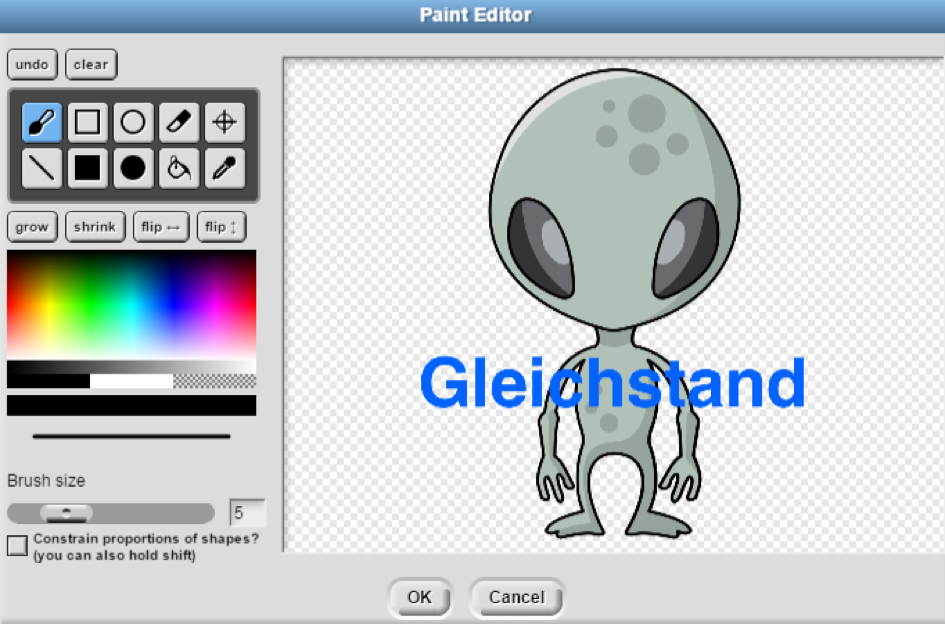 Paint Editor
undo clear
grow shrink flip ↔ flip ↕
Gleichstand
Brush size
5
Constrain proportions of shapes?
(you can also hold shift)
OK Cancel